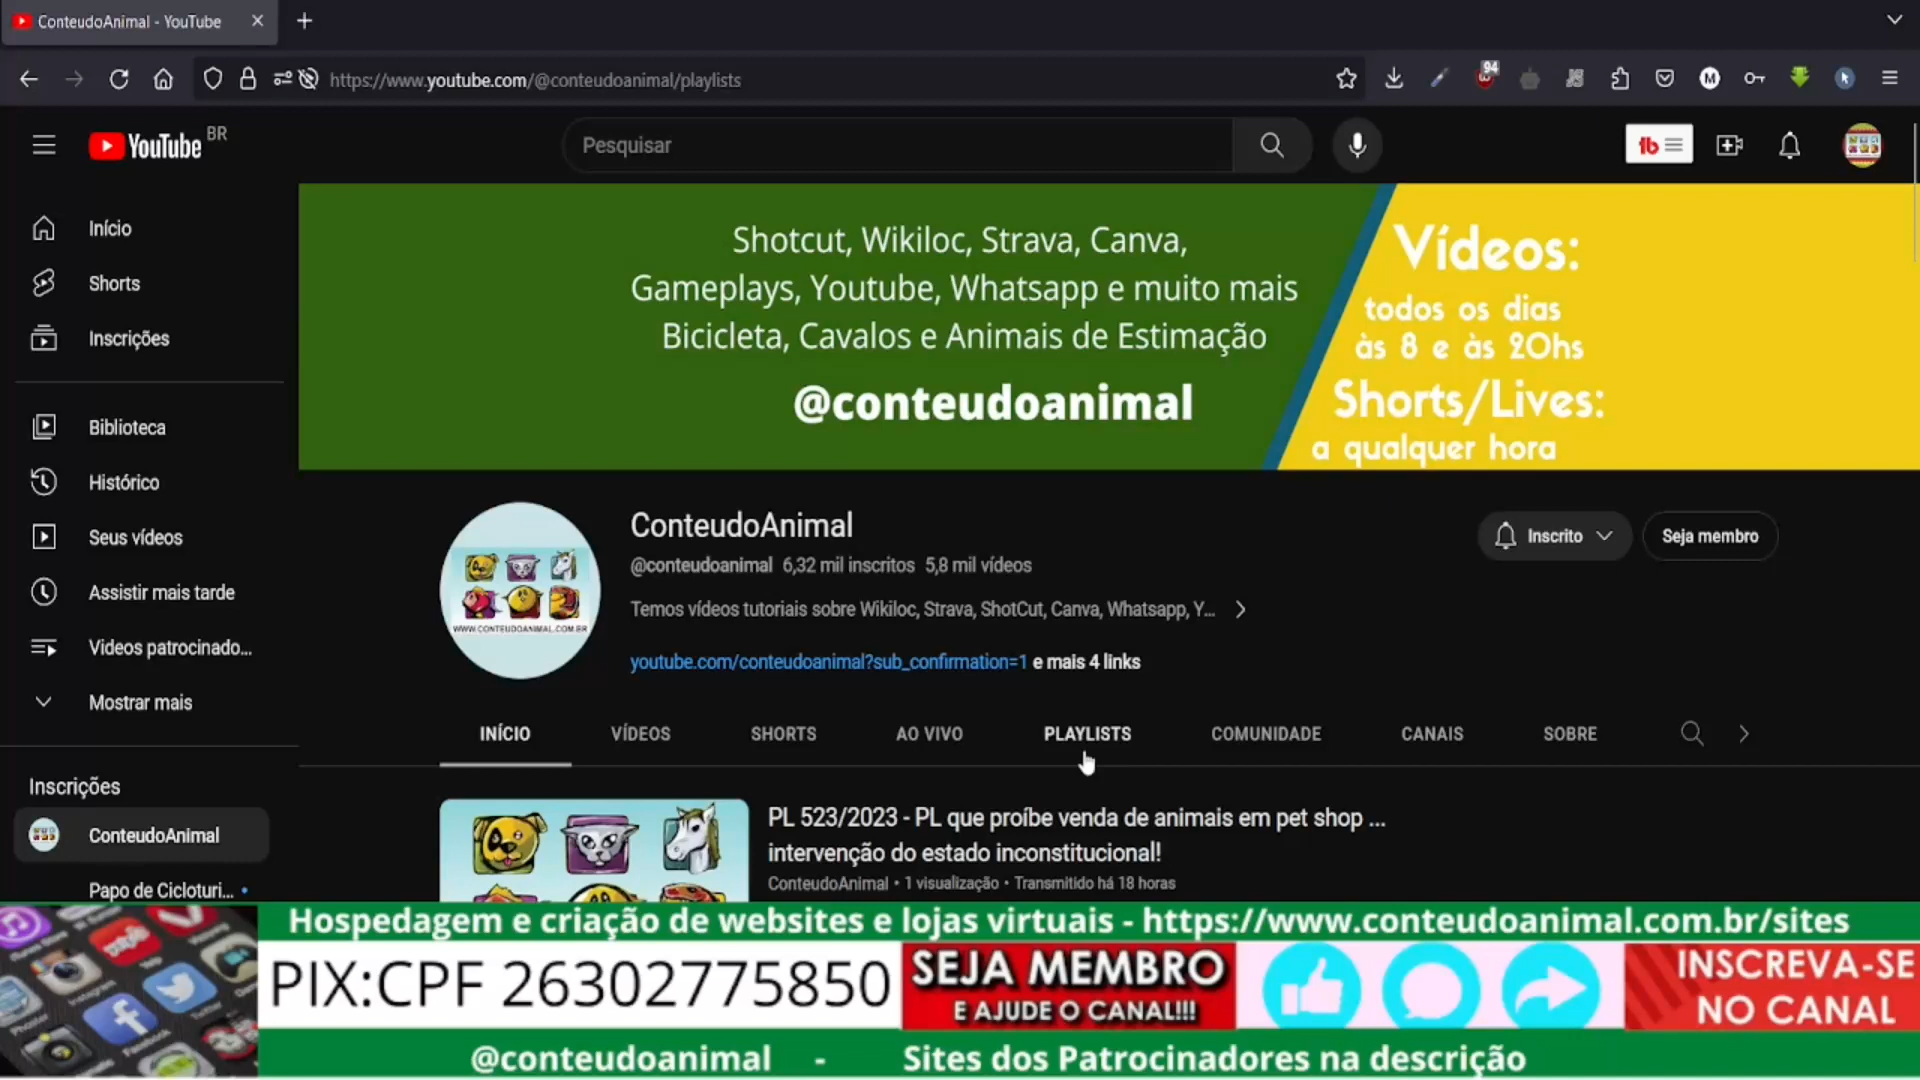 ConteudoAnimal - YouTube
https://www.youtube.com/@conteudoanimal/playlists
94
YouTube BR
Pesquisar
Início
Shorts
Inscrições
Biblioteca
Histórico
Seus vídeos
Assistir mais tarde
Videos patrocinado...
Mostrar mais
Inscrições
ConteudoAnimal
Papo de Cicloturi...
Shotcut, Wikiloc, Strava, Canva,
Gameplays, Youtube, Whatsapp e muito mais
Bicicleta, Cavalos e Animais de Estimação
@conteudoanimal
Vídeos:
todos os dias
às 8 e às 20hs
Shorts/Lives:
a qualquer hora
WWW.CONTEUDOANIMAL.COM.BR
ConteudoAnimal
@conteudoanimal 6,32 mil inscritos 5,8 mil vídeos
Temos vídeos tutoriais sobre Wikiloc, Strava, ShotCut, Canva, Whatsapp, Y...
youtube.com/conteudoanimal?sub_confirmation=1 e mais 4 links
Inscrito
Seja membro
INÍCIO VÍDEOS SHORTS AO VIVO PLAYLISTS COMUNIDADE CANAIS SOBRE
PL 523/2023 - PL que proíbe venda de animais em pet shop ...
intervenção do estado inconstitucional!
ConteudoAnimal • 1 visualização • Transmitido há 18 horas
Hospedagem e criação de websites e lojas virtuais - https://www.conteudoanimal.com.br/sites
PIX:CPF 26302775850
SEJA MEMBRO
E AJUDE O CANAL!!!
INSCREVA-SE
NO CANAL
@conteudoanimal - Sites dos Patrocinadores na descrição